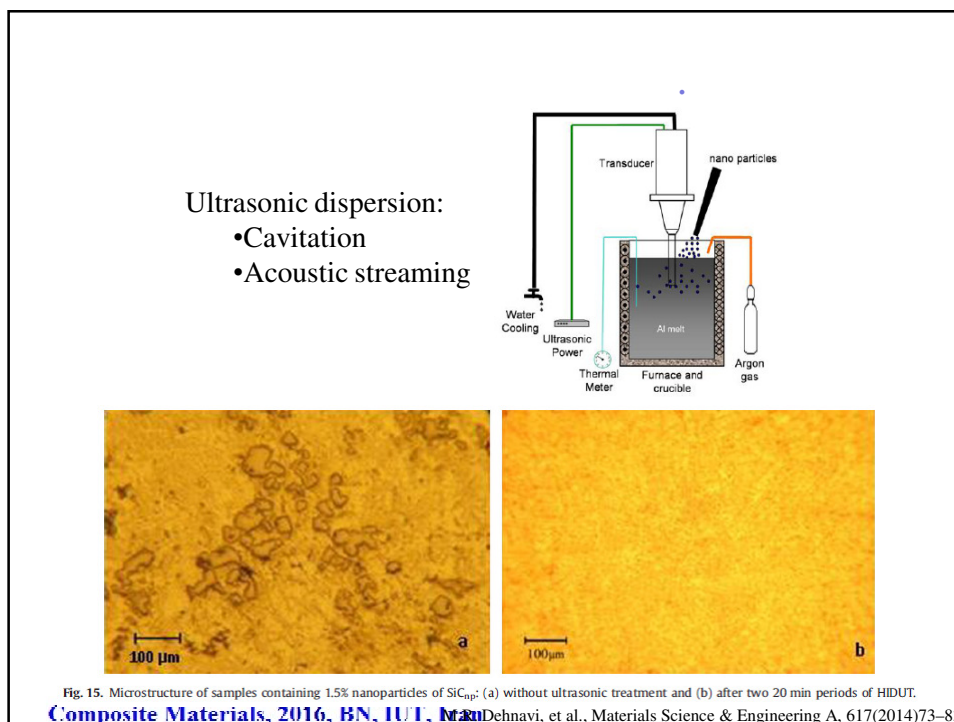 Ultrasonic dispersion:
•Cavitation
•Acoustic streaming
Transducer
nano particles
Water
Cooling
Ultrasonic
Power
Thermal
Meter
Al melt
Furnace and
crucible
Argon
gas
100 μm
a
100μm
b
Fig. 15. Microstructure of samples containing 1.5% nanoparticles of SiCnp: (a) without ultrasonic treatment and (b) after two 20 min periods of HIDUT.
Composite Materials, 2016, BN, IUT, Iran
Dehnavi, et al., Materials Science & Engineering A, 617(2014)73–8